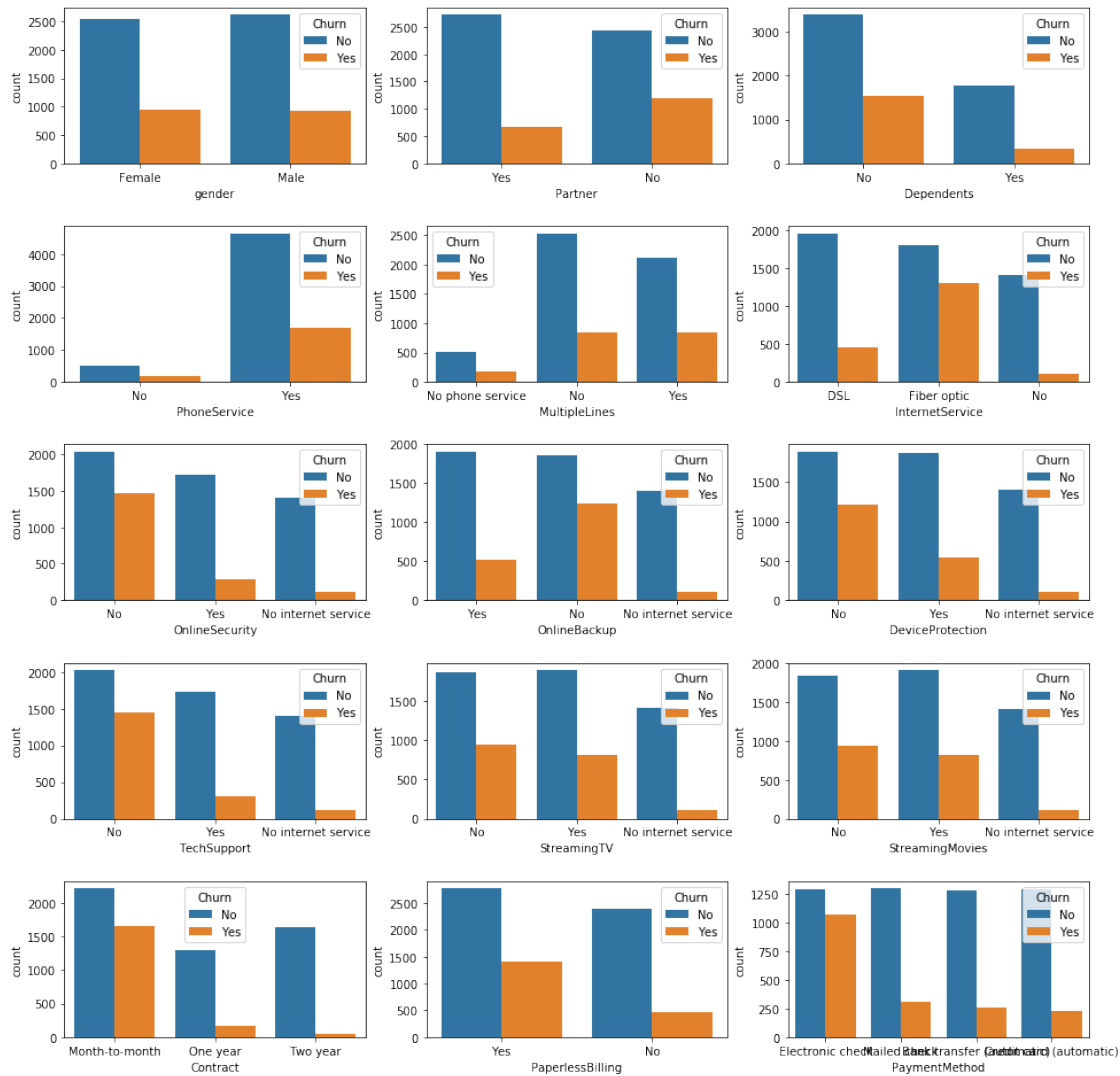 2500
2000
1500
1000
500
0
count
Churn
No
Yes
Female Male
gender
2500
2000
1500
1000
500
0
count
Churn
No
Yes
Yes No
Partner
3000
2000
1000
0
count
Churn
No
Yes
No Yes
Dependents
4000
3000
2000
1000
0
count
Churn
No
Yes
No Yes
PhoneService
2500
2000
1500
1000
500
0
count
Churn
No
Yes
No phone service No Yes
MultipleLines
2000
1500
1000
500
0
count
Churn
No
Yes
DSL Fiber optic No
InternetService
2000
1500
1000
500
0
count
Churn
No
Yes
No Yes No internet service
OnlineSecurity
2000
1500
1000
500
0
count
Churn
No
Yes
Yes No No internet service
OnlineBackup
1500
1000
500
0
count
Churn
No
Yes
No Yes No internet service
DeviceProtection
2000
1500
1000
500
0
count
Churn
No
Yes
No Yes No internet service
TechSupport
1500
1000
500
0
count
Churn
No
Yes
No Yes No internet service
StreamingTV
2000
1500
1000
500
0
count
Churn
No
Yes
No Yes No internet service
StreamingMovies
2000
1500
1000
500
0
count
Churn
No
Yes
Month-to-month One year Two year
Contract
2500
2000
1500
1000
500
0
count
Churn
No
Yes
Yes No
PaperlessBilling
1250
1000
750
500
250
0
count
Churn
No
Yes
Electronic check Mailed check Bank transfer (automatic) Credit card (automatic)
PaymentMethod